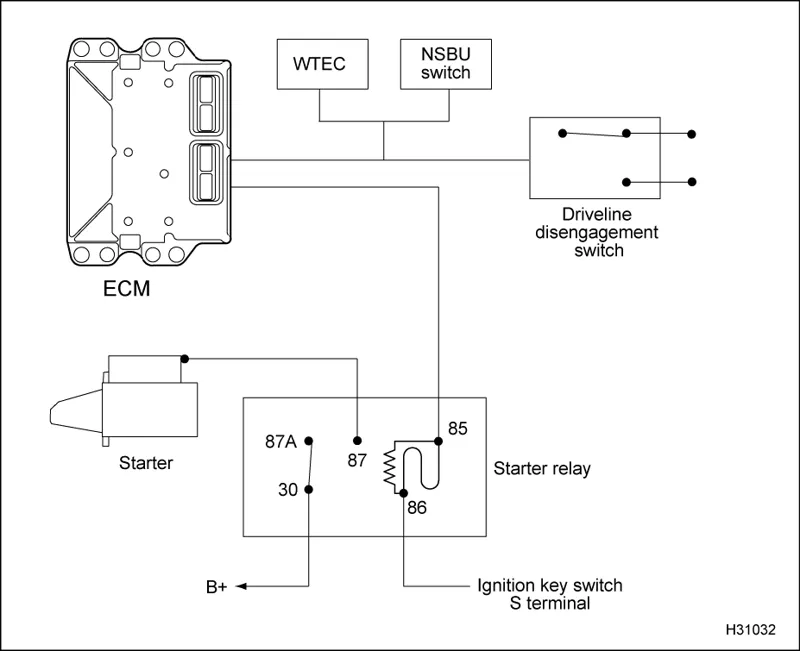 WTEC
NSBU
switch
Driveline
disengagement
switch
ECM
Starter
87A
87
85
30
86
Starter relay
B+
Ignition key switch
S terminal
H31032